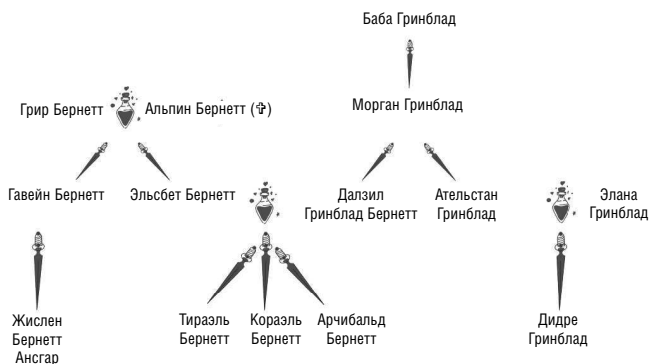 Баба Гринблад
Грир Бернетт
Альпин Бернетт (✞)
Морган Гринблад
Гавейн Бернетт
Эльсбет Бернетт
Далзил
Гринблад Бернетт
Ательстан
Гринблад
Элана
Гринблад
Жислен
Бернетт
Ансгар
Тираэль
Бернетт
Кораэль
Бернетт
Арчибальд
Бернетт
Дидре
Гринблад